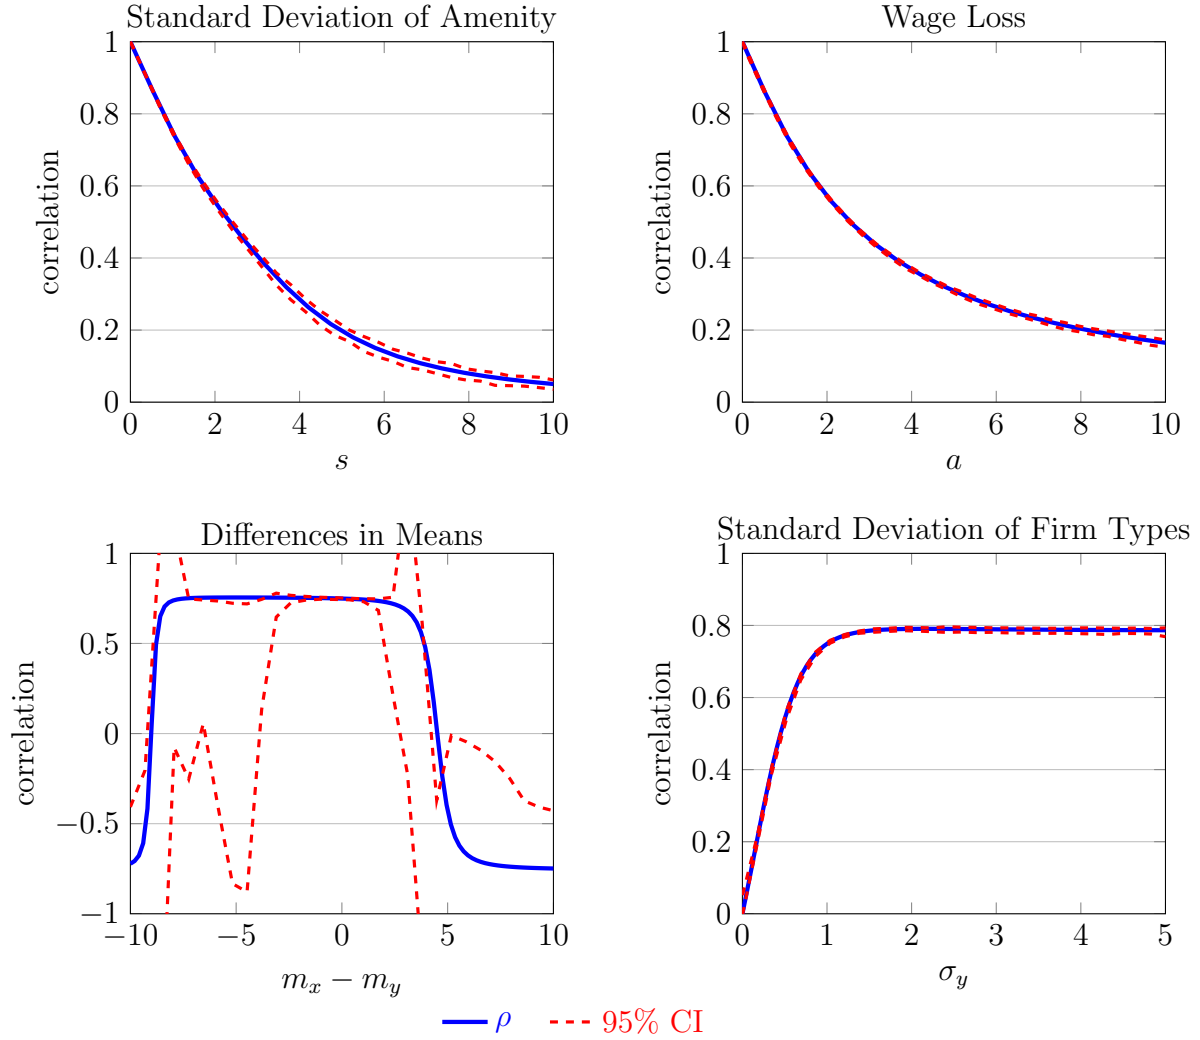 Standard Deviation of Amenity
1
0.8
0.6
0.4
0.2
0
correlation
0 2 4 6 8 10
s
Wage Loss
1
0.8
0.6
0.4
0.2
0
correlation
0 2 4 6 8 10
a
Differences in Means
1
0.5
0
−0.5
−1
correlation
−10 −5 0 5 10
m_x − m_y
Standard Deviation of Firm Types
1
0.8
0.6
0.4
0.2
0
correlation
0 1 2 3 4 5
σ_y
ρ 95% CI